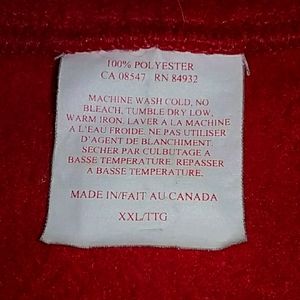 100% POLYESTER
CA 08547 RN 84932
MACHINE WASH COLD, NO
BLEACH, TUMBLE DRY LOW,
WARM IRON. LAVER A LA MACHINE
A L'EAU FROIDE. NE PAS UTILISER
D'AGENT DE BLANCHIMENT.
SECHER PAR CULBUTAGE A
BASSE TEMPERATURE. REPASSER
A BASSE TEMPERATURE.
MADE IN/FAIT AU CANADA
XXL/TTG